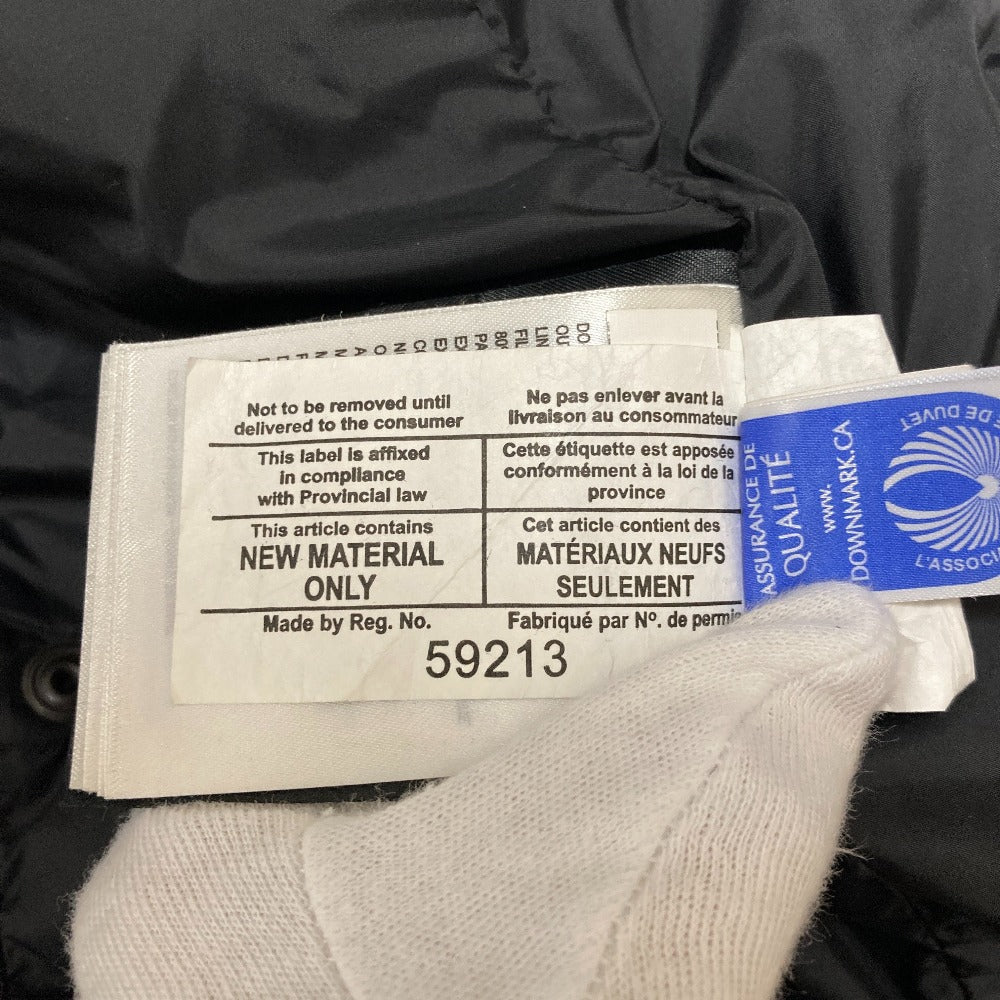 Not to be removed until
delivered to the consumer
Ne pas enlever avant la
livraison au consommateur
This label is affixed
in compliance
with Provincial law
Cette étiquette est apposée
conformément à la loi de la
province
This article contains
NEW MATERIAL
ONLY
Cet article contient des
MATÉRIAUX NEUFS
SEULEMENT
Made by Reg. No.
Fabriqué par Nº. de permis
59213
ASSURANCE DE
QUALITÉ
www.
DOWNMARK.CA
DE DUVET
L'ASSOCI